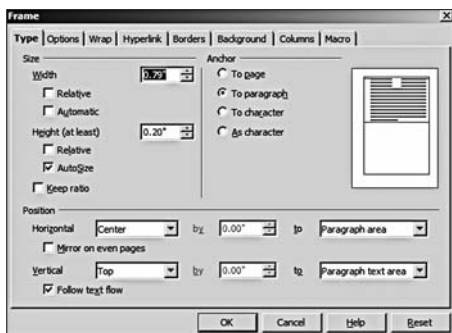 Frame
Type Options Wrap Hyperlink Borders Background Columns Macro
Size Anchor
Width 0.79" To page
Relative To paragraph
Automatic To character
Height (at least) 0.20" As character
Relative
AutoSize
Keep ratio
Position
Horizontal Center by 0.00" to Paragraph area
Mirror on even pages
Vertical Top by 0.00" to Paragraph text area
Follow text flow
OK Cancel Help Reset